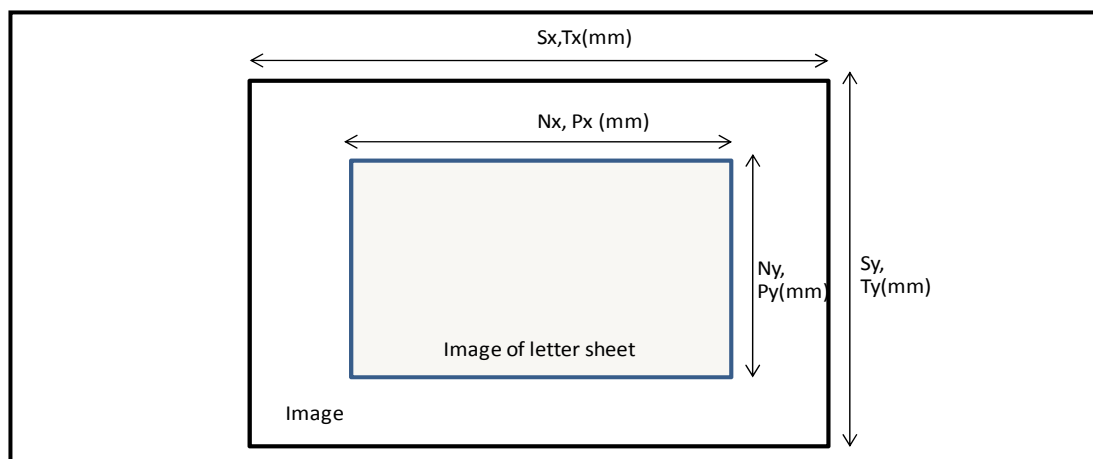 Sx,Tx(mm)
Nx, Px (mm)
Ny,
Py(mm)
Sy,
Ty(mm)
Image of letter sheet
Image